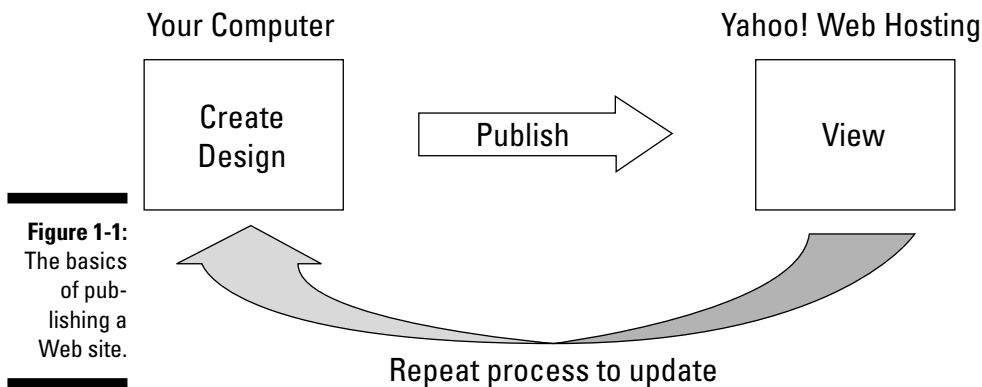 Your Computer
Yahoo! Web Hosting
Create
Design
Publish
View
Figure 1-1:
The basics
of pub-
lishing a
Web site.
Repeat process to update